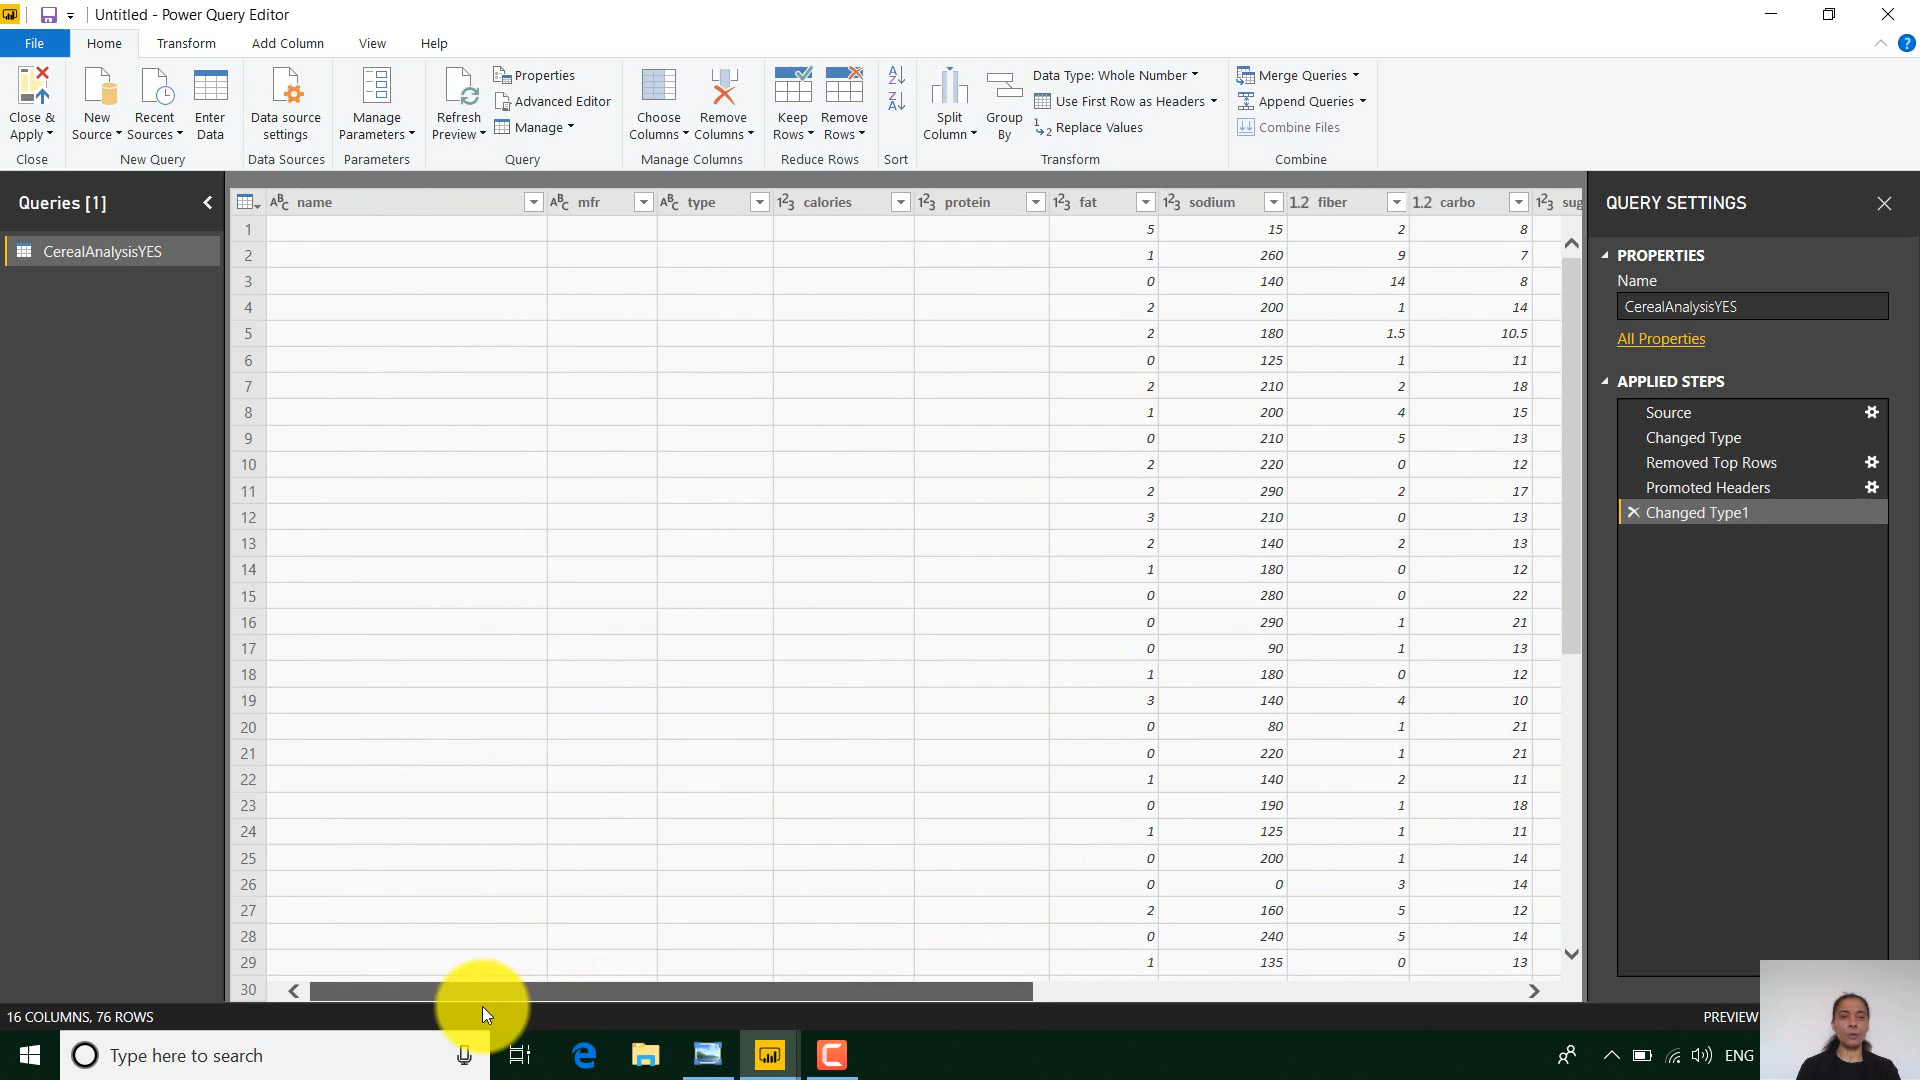 Untitled - Power Query Editor
File Home Transform Add Column View Help
?
Close & Apply
New Source
Recent Sources
Enter Data
Data source settings
Manage Parameters
Refresh Preview
Properties
Advanced Editor
Manage
Choose Columns
Remove Columns
Keep Rows
Remove Rows
Split Column
Group By
Data Type: Whole Number
Use First Row as Headers
Replace Values
Merge Queries
Append Queries
Combine Files
Close New Query Data Sources Parameters Query Manage Columns Reduce Rows Sort Transform Combine
Queries [1]
CerealAnalysisYES
ABC name ABC mfr ABC type 123 calories 123 protein 123 fat 123 sodium 1.2 fiber 1.2 carbo 123 sug
1 5 15 2 8
2 1 260 9 7
3 0 140 14 8
4 2 200 1 14
5 2 180 1.5 10.5
6 0 125 1 11
7 2 210 2 18
8 1 200 4 15
9 0 210 5 13
10 2 220 0 12
11 2 290 2 17
12 3 210 0 13
13 2 140 2 13
14 1 180 0 12
15 0 280 0 22
16 0 290 1 21
17 0 90 1 13
18 1 180 0 12
19 3 140 4 10
20 0 80 1 21
21 0 220 1 21
22 1 140 2 11
23 0 190 1 18
24 1 125 1 11
25 0 200 1 14
26 0 0 3 14
27 2 160 5 12
28 0 240 5 14
29 1 135 0 13
30
QUERY SETTINGS
PROPERTIES
Name
CerealAnalysisYES
All Properties
APPLIED STEPS
Source
Changed Type
Removed Top Rows
Promoted Headers
Changed Type1
16 COLUMNS, 76 ROWS
PREVIEW
Type here to search
ENG